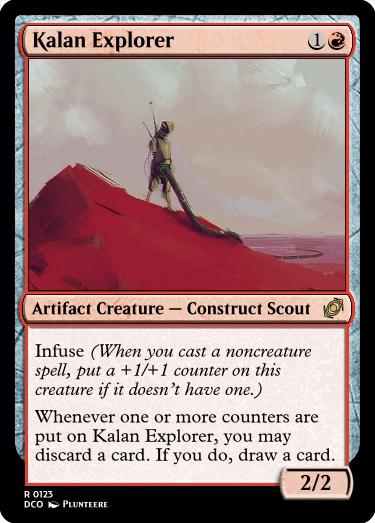 Kalan Explorer 1
Artifact Creature — Construct Scout
Infuse (When you cast a noncreature
spell, put a +1/+1 counter on this
creature if it doesn't have one.)
Whenever one or more counters are
put on Kalan Explorer, you may
discard a card. If you do, draw a card.
2/2
R 0123
DCO Plunteere